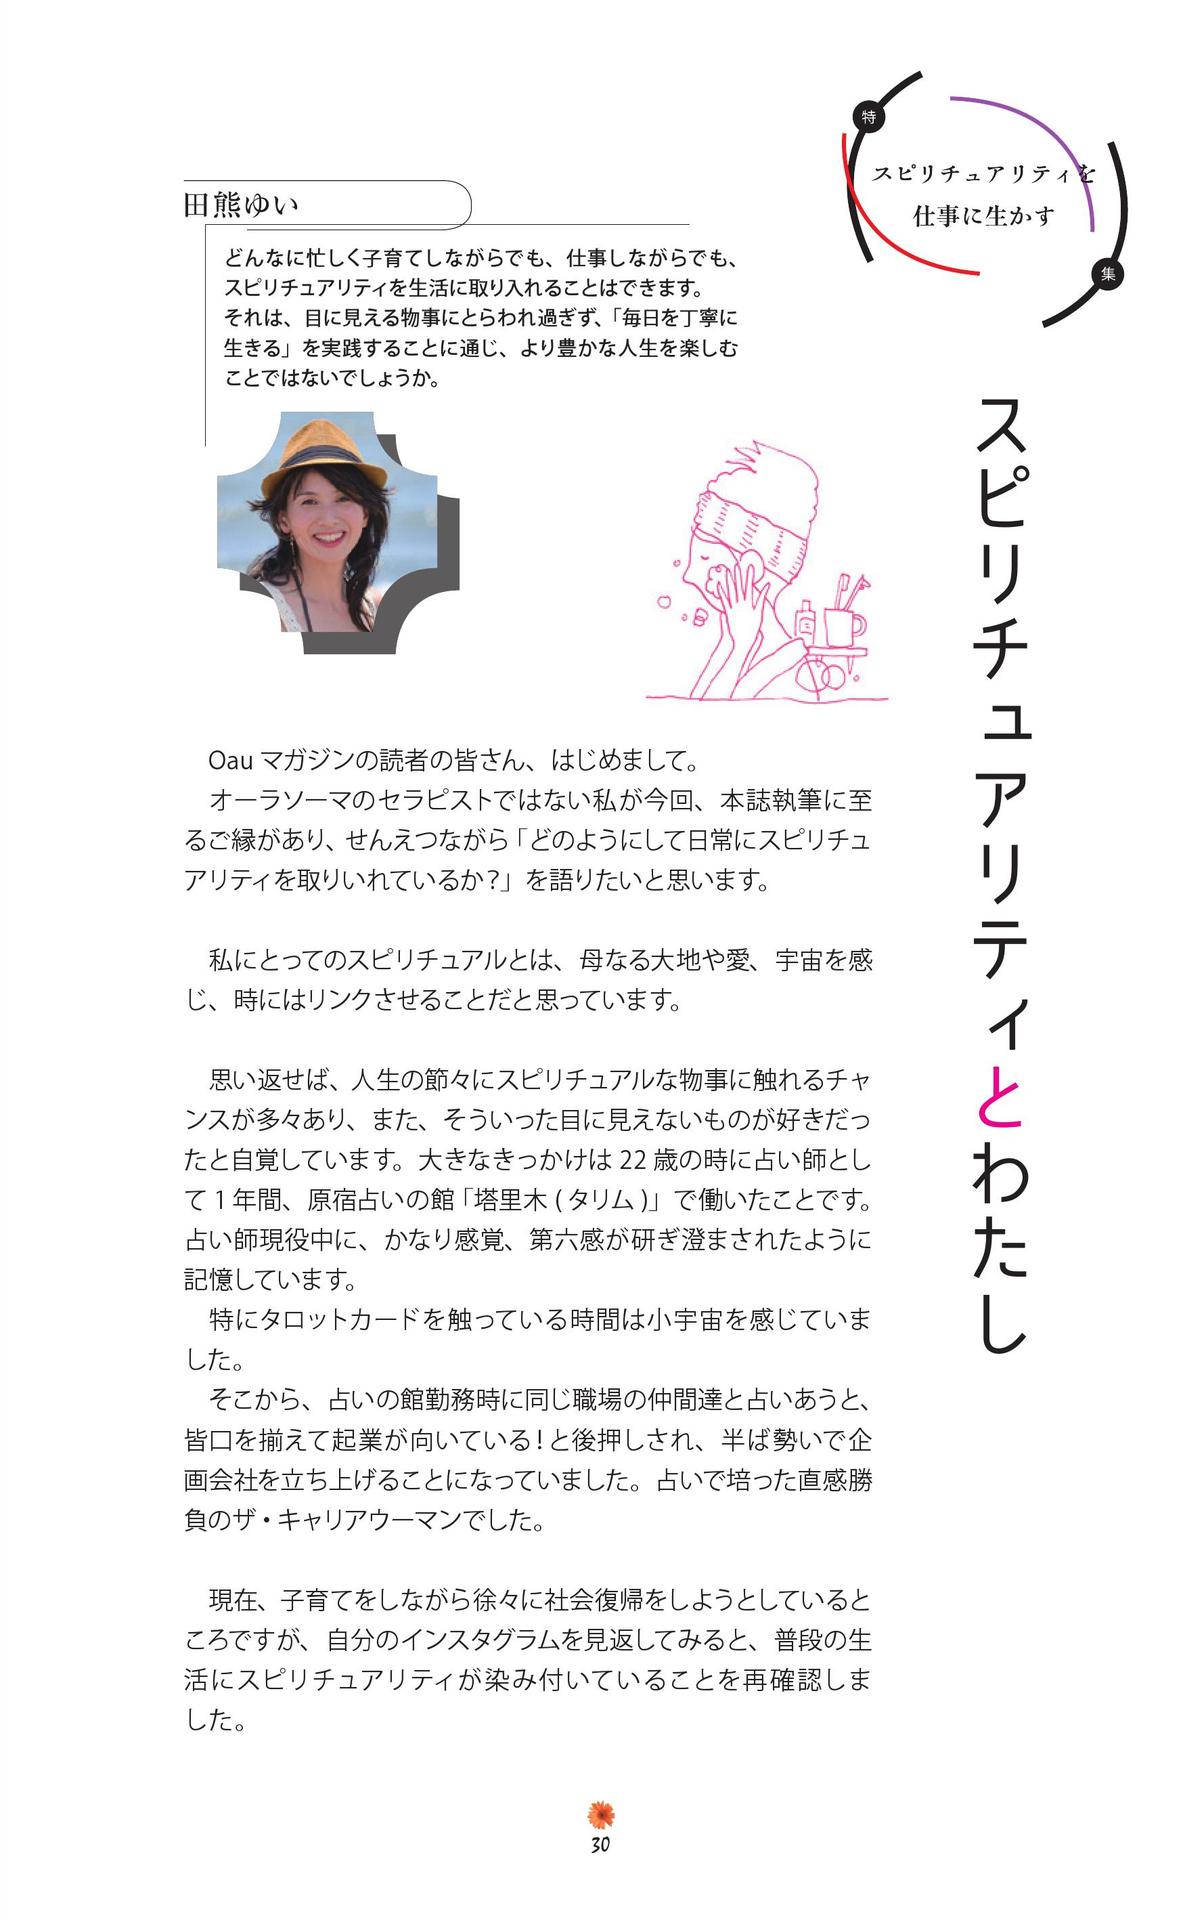 特
スピリチュアリティを
仕事に生かす
集
スピリチュアリティとわたし
田熊ゆい
どんなに忙しく子育てしながらでも、仕事しながらでも、
スピリチュアリティを生活に取り入れることはできます。
それは、目に見える物事にとらわれ過ぎず、「毎日を丁寧に
生きる」を実践することに通じ、より豊かな人生を楽しむ
ことではないでしょうか。
Oau マガジンの読者の皆さん、はじめまして。
オーラソーマのセラピストではない私が今回、本誌執筆に至
るご縁があり、せんえつながら「どのようにして日常にスピリチュ
アリティを取りいれているか？」を語りたいと思います。
私にとってのスピリチュアルとは、母なる大地や愛、宇宙を感
じ、時にはリンクさせることだと思っています。
思い返せば、人生の節々にスピリチュアルな物事に触れるチャ
ンスが多々あり、また、そういった目に見えないものが好きだっ
たと自覚しています。大きなきっかけは 22 歳の時に占い師とし
て 1 年間、原宿占いの館「塔里木 ( タリム )」で働いたことです。
占い師現役中に、かなり感覚、第六感が研ぎ澄まされたように
記憶しています。
特にタロットカードを触っている時間は小宇宙を感じていま
した。
そこから、占いの館勤務時に同じ職場の仲間達と占いあうと、
皆口を揃えて起業が向いている！と後押しされ、半ば勢いで企
画会社を立ち上げることになっていました。占いで培った直感勝
負のザ・キャリアウーマンでした。
現在、子育てをしながら徐々に社会復帰をしようとしていると
ころですが、自分のインスタグラムを見返してみると、普段の生
活にスピリチュアリティが染み付いていることを再確認しま
した。
30